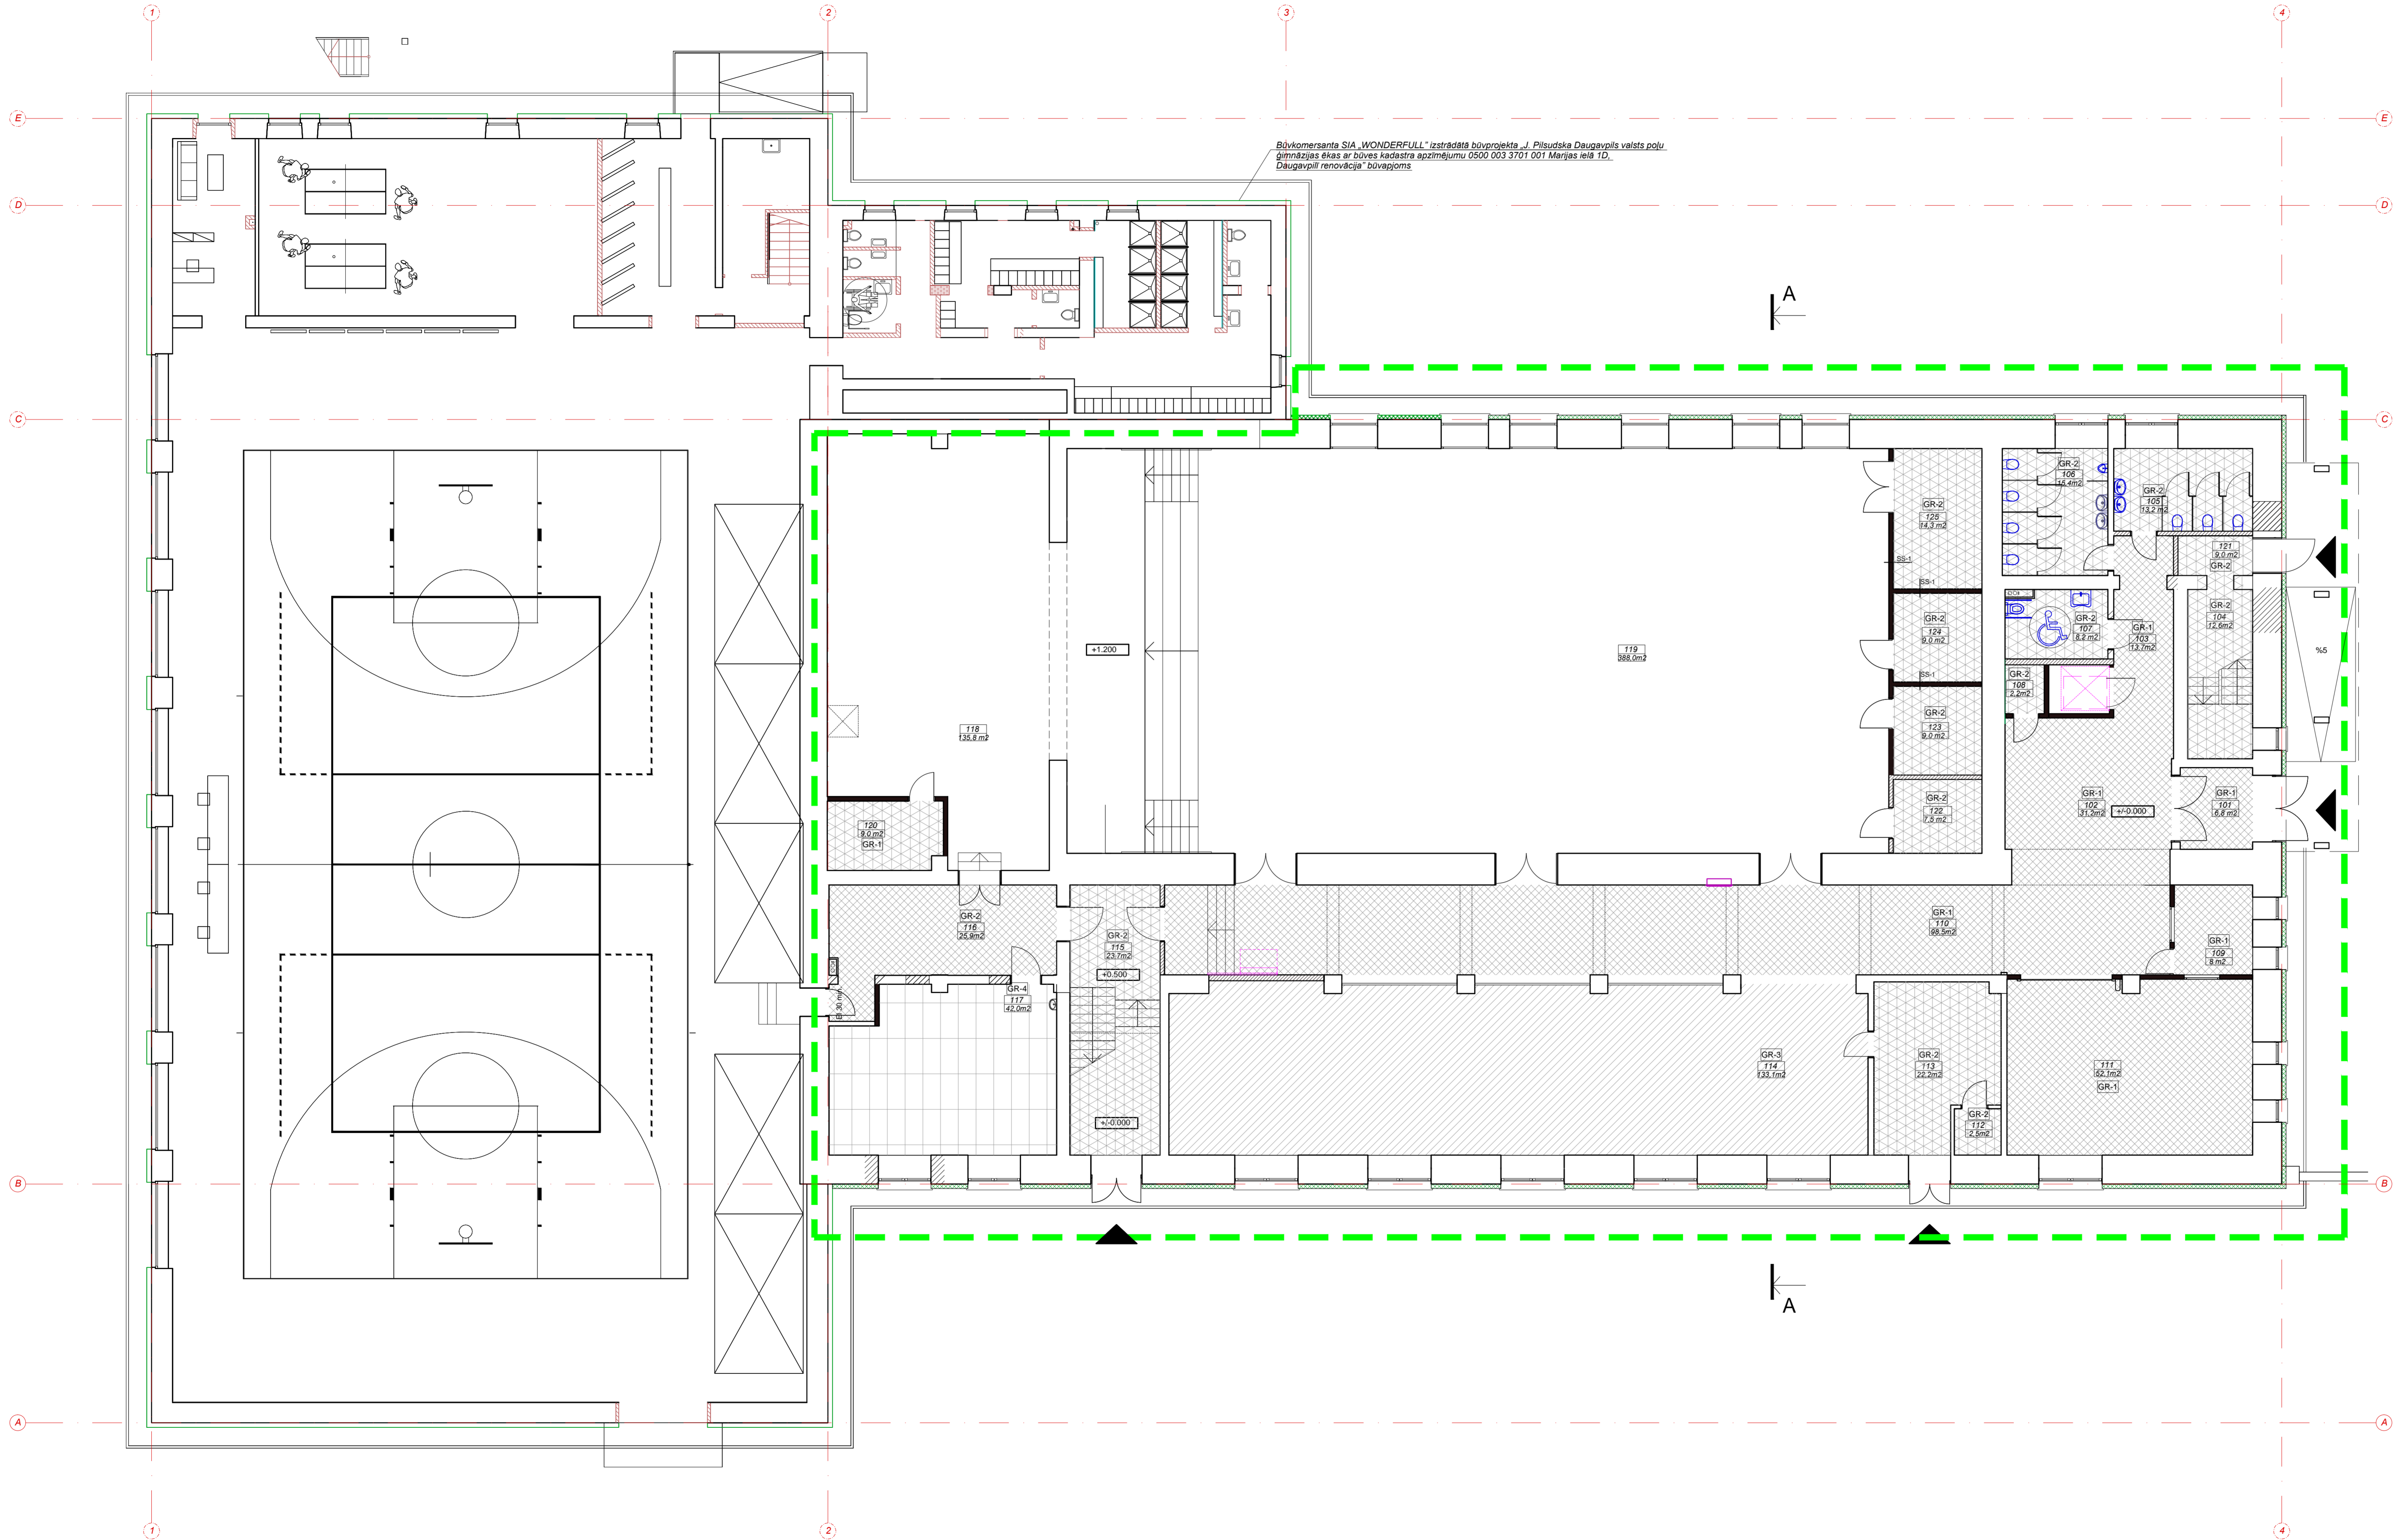 1
2
3
4
E
E
Būvkomersanta SIA „WONDERFULL” izstrādātā būvprojekta „J. Pilsudska Daugavpils valsts poļu
ģimnāzijas ēkas ar būves kadastra apzīmējumu 0500 003 3701 001 Marijas ielā 1D,
Daugavpilī renovācija” būvapjoms
D
D
A
C
C
GR-2
106
15,4m2
GR-2
105
13,2 m2
GR-2
125
14,3 m2
121
9,0 m2
GR-2
SS-1
SS-1
GR-2
104
12,6m2
GR-2
107
8,2 m2
GR-1
103
13,7m2
GR-2
124
9,0 m2
+1.200
119
388,0m2
%5
SS-1
GR-2
108
2,2m2
GR-2
123
9,0 m2
118
135,8 m2
GR-2
122
7,5 m2
GR-1
102
31,2m2
+/-0.000
GR-1
101
6,8 m2
120
9,0 m2
GR-1
GR-2
116
25,9m2
GR-2
115
23,7m2
+0.500
GR-1
110
98,5m2
GR-1
109
8 m2
EI 30 min.
GR-4
117
42,0m2
GR-3
114
133,1m2
GR-2
113
22,2m2
111
52,1m2
GR-1
GR-2
112
2,5m2
+/-0.000
B
B
A
A
A
1
2
4